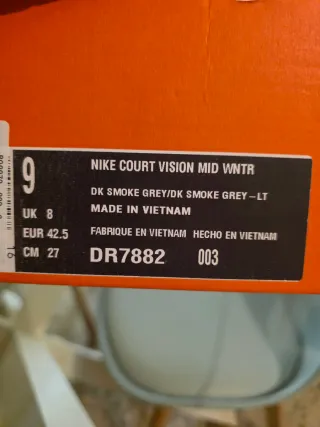 9
NIKE COURT VISION MID WNTR
DK SMOKE GREY/DK SMOKE GREY–LT
UK 8
MADE IN VIETNAM
EUR 42.5
FABRIQUE EN VIETNAM HECHO EN VIETNAM
CM 27
DR7882 003